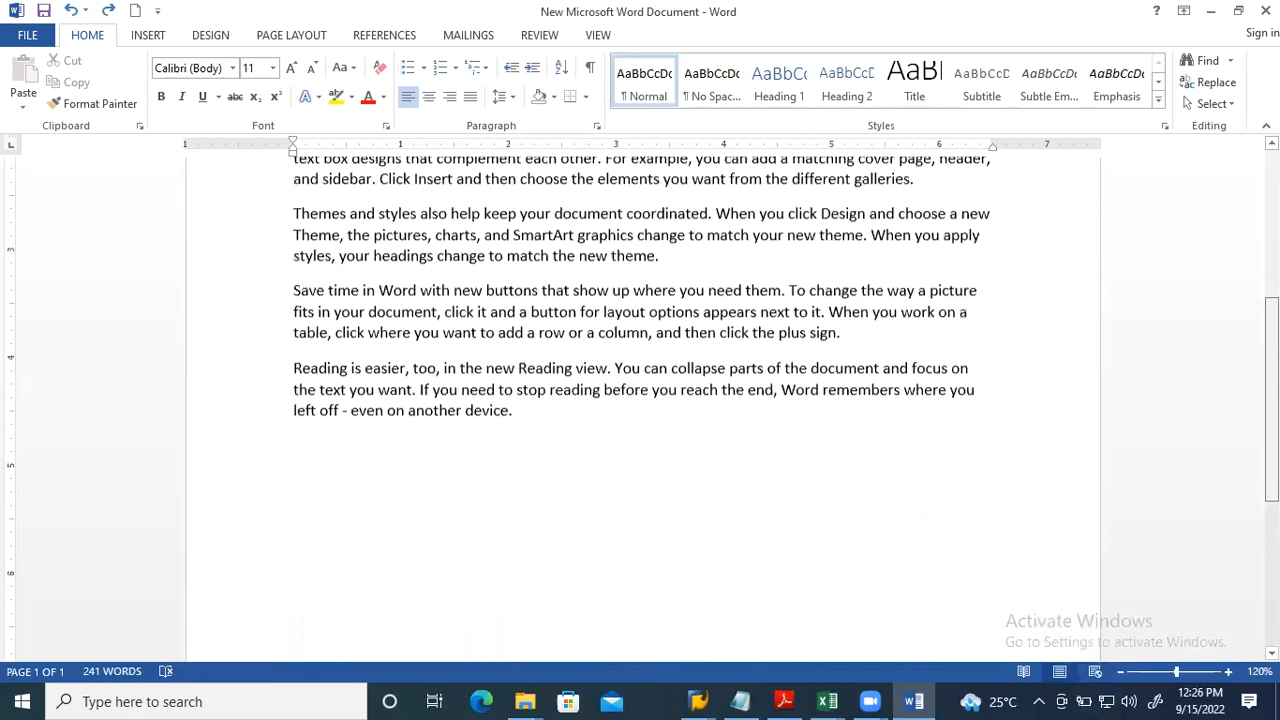 New Microsoft Word Document - Word
FILE HOME INSERT DESIGN PAGE LAYOUT REFERENCES MAILINGS REVIEW VIEW Sign in
Paste
Cut
Copy
Format Painter
Clipboard
Calibri (Body) 11
Font
Paragraph
AaBbCcDc AaBbCcDc AaBbCc AaBbCcE AaBb AaBbCcD AaBbCcDc AaBbCcDc
¶ Normal ¶ No Spac... Heading 1 Heading 2 Title Subtitle Subtle Em... Emphasis
Styles
Find
Replace
Select
Editing
1 1 2 3 4 5 6 7
text box designs that complement each other. For example, you can add a matching cover page, header,
and sidebar. Click Insert and then choose the elements you want from the different galleries.
Themes and styles also help keep your document coordinated. When you click Design and choose a new
Theme, the pictures, charts, and SmartArt graphics change to match your new theme. When you apply
styles, your headings change to match the new theme.
Save time in Word with new buttons that show up where you need them. To change the way a picture
fits in your document, click it and a button for layout options appears next to it. When you work on a
table, click where you want to add a row or a column, and then click the plus sign.
Reading is easier, too, in the new Reading view. You can collapse parts of the document and focus on
the text you want. If you need to stop reading before you reach the end, Word remembers where you
left off - even on another device.
3
4
5
6
Activate Windows
Go to Settings to activate Windows.
PAGE 1 OF 1 241 WORDS 120%
Type here to search
25°C
12:26 PM
9/15/2022